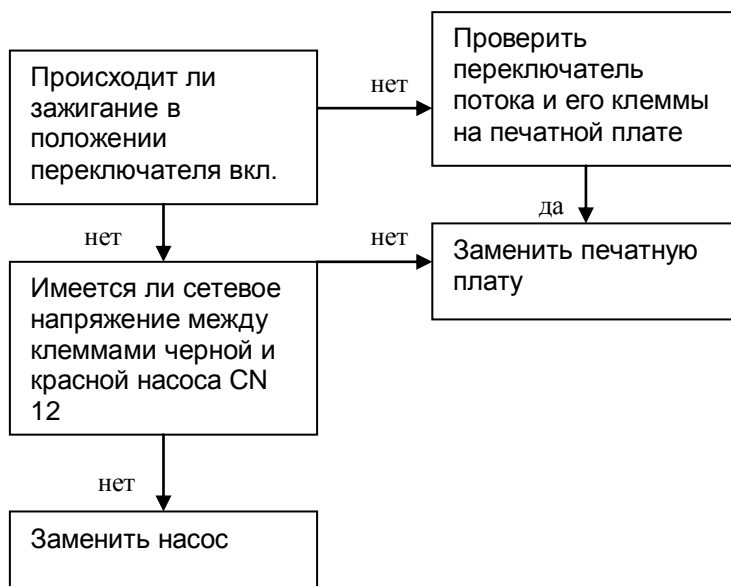 Происходит ли
зажигание в
положении
переключателя вкл.
нет
Проверить
переключатель
потока и его клеммы
на печатной плате
нет
да
нет
Имеется ли сетевое
напряжение между
клеммами черной и
красной насоса CN
12
Заменить печатную
плату
нет
Заменить насос